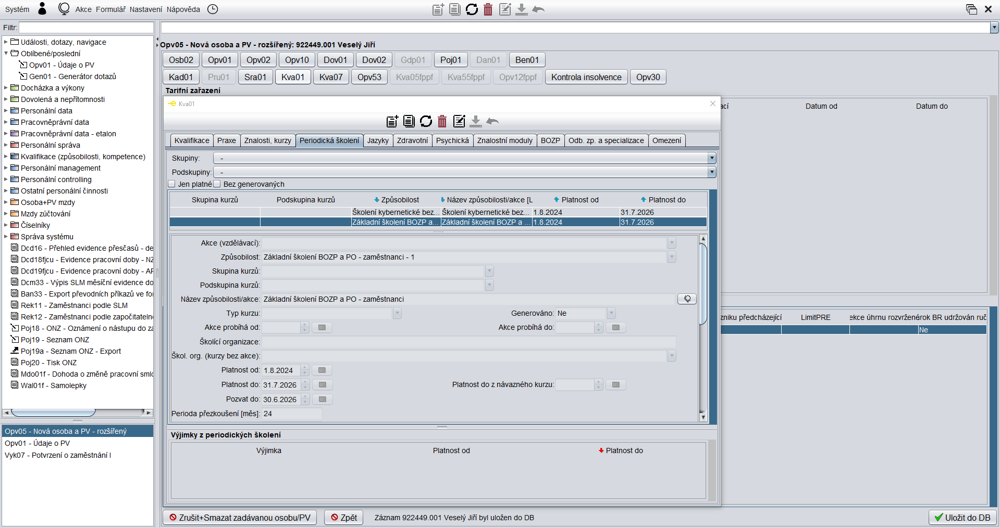 Systém Akce Formulář Nastavení Nápověda
Filtr:
Události, dotazy, navigace
Oblíbené/poslední
Opv01 - Údaje o PV
Gen01 - Generátor dotazů
Docházka a výkony
Dovolená a nepřítomnosti
Personální data
Pracovněprávní data
Pracovněprávní data - etalon
Personální správa
Kvalifikace (způsobilosti, kompetence)
Personální management
Personální controlling
Ostatní personální činnosti
Osoba+PV mzdy
Mzdy zúčtování
Číselníky
Správa systému
Dcd16 - Přehled evidence přesčasů - de
Dcd18fjcu - Evidence pracovní doby - NZ
Dcd19fjcu - Evidence pracovní doby - AF
Dcm33 - Výpis SLM měsíční evidence do
Ban33 - Export převodních příkazů ve for
Rek11 - Zaměstnanci podle SLM
Rek12 - Zaměstnanci podle započitatelno
Poj18 - ONZ - Oznámení o nástupu do za
Poj19 - Seznam ONZ
Poj19a - Seznam ONZ - Export
Poj20 - Tisk ONZ
Mdo01f - Dohoda o změně pracovní smlo
Wal01f - Samolepky
Opv05 - Nová osoba a PV - rozšířený
Opv01 - Údaje o PV
Vyk07 - Potvrzení o zaměstnání I
Opv05 - Nová osoba a PV - rozšířený: 922449.001 Veselý Jiří
Osb02 Opv01 Opv02 Opv10 Dov01 Dov02 Gdp01 Poj01 Dan01 Ben01
Kad01 Pru01 Sra01 Kva01 Kva07 Opv53 Kva05fppf Kva55fppf Opv12fppf Kontrola insolvence Opv30
Tarifní zařazení
ací Datum od Datum do
zniku předcházející LimitPRE ekce úhrnu rozvržené rok BR udržován ruč
Ne
Kva01
Kvalifikace Praxe Znalosti, kurzy Periodická školení Jazyky Zdravotní Psychická Znalostní moduly BOZP Odb. zp. a specializace Omezení
Skupiny: -
Podskupiny: -
Jen platné Bez generovaných
Skupina kurzů Podskupina kurzů Způsobilost Název způsobilosti/akce [L Platnost od Platnost do
Školení kybernetické bez... Školení kybernetické bez... 1.8.2024 31.7.2026
Základní školení BOZP a... Základní školení BOZP a ... 1.8.2024 31.7.2026
Akce (vzdělávací):
Způsobilost: Základní školení BOZP a PO - zaměstnanci - 1
Skupina kurzů:
Podskupina kurzů:
Název způsobilosti/akce: Základní školení BOZP a PO - zaměstnanci
Typ kurzu: Generováno: Ne
Akce probíhá od: Akce probíhá do:
Školící organizace:
Škol. org. (kurzy bez akce):
Platnost od: 1.8.2024
Platnost do: 31.7.2026 Platnost do z návazného kurzu:
Pozvat do: 30.6.2026
Perioda přezkoušení [měs]: 24
Výjimky z periodických školení
Výjimka Platnost od Platnost do
Zrušit+Smazat zadávanou osobu/PV Zpět Záznam 922449.001 Veselý Jiří byl uložen do DB Uložit do DB